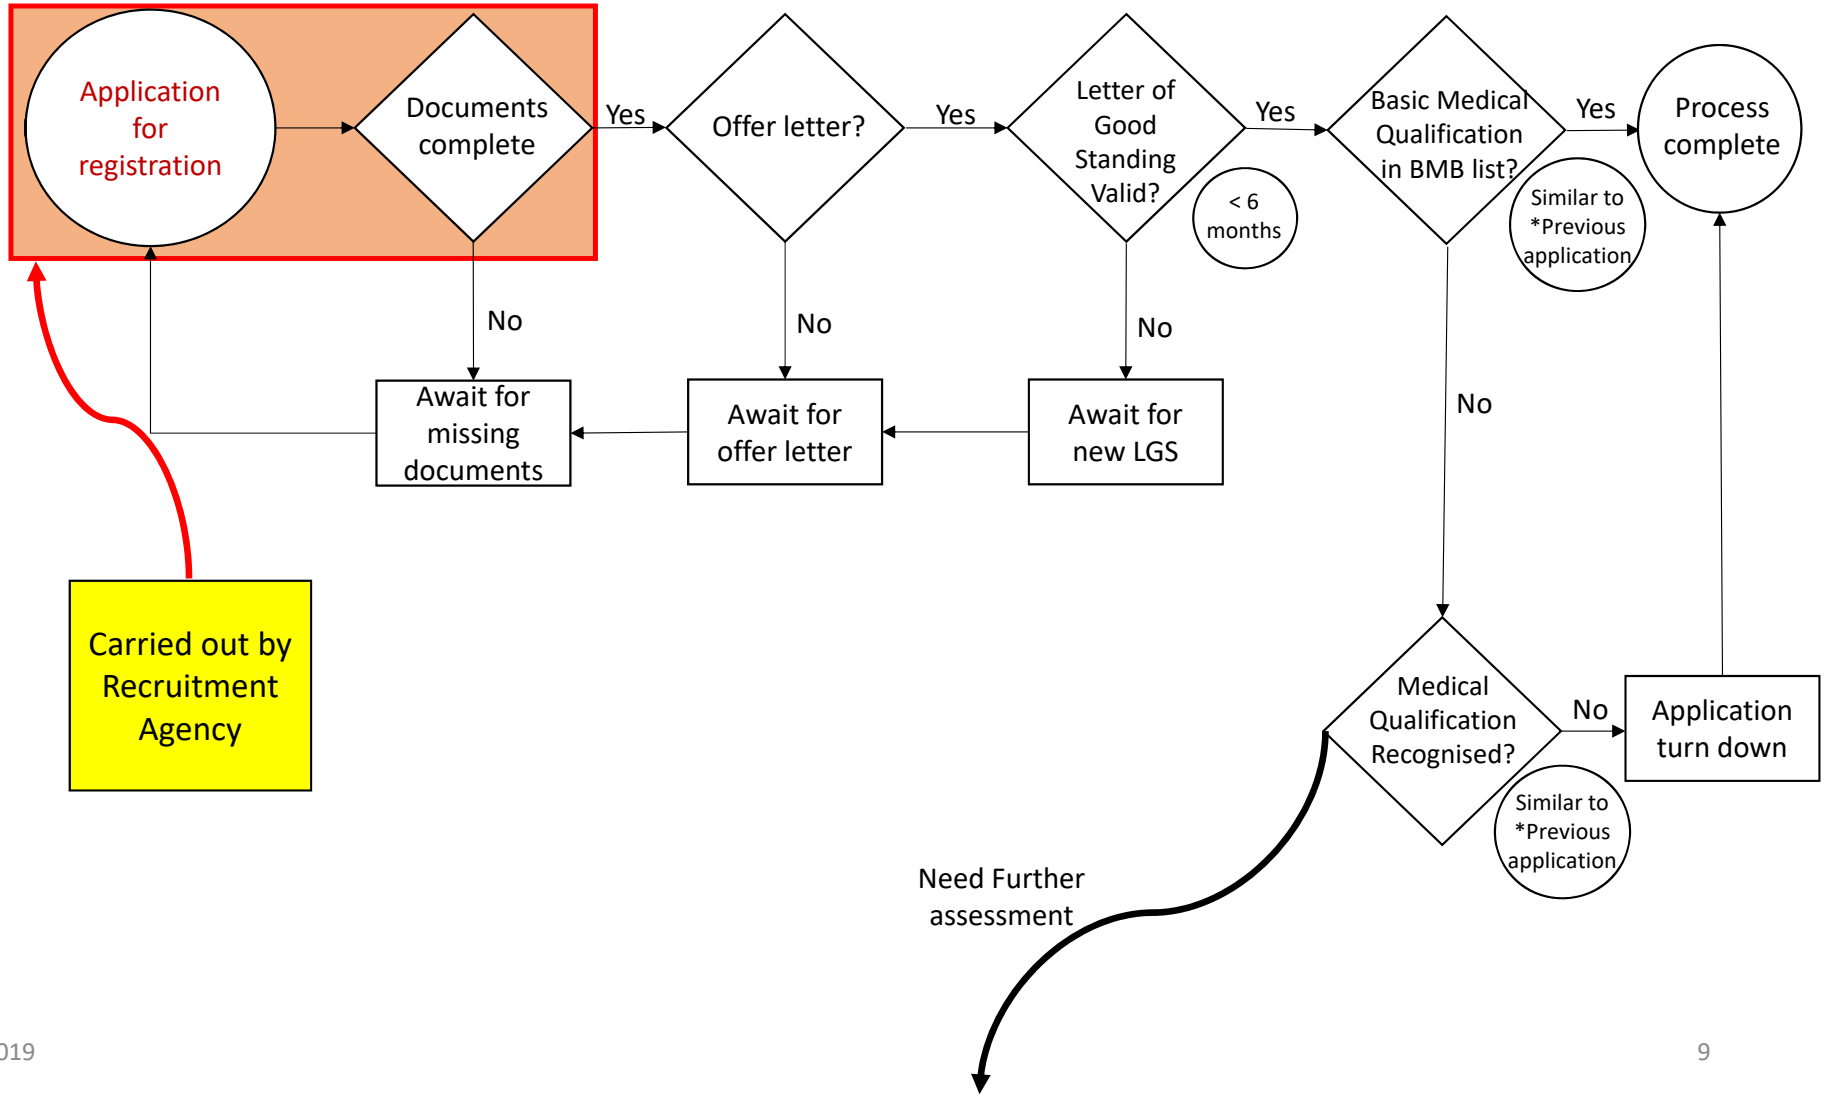 Application
for
registration
Documents
complete
Yes
Offer letter?
Yes
Letter of
Good
Standing
Valid?
Yes
Basic Medical
Qualification
in BMB list?
Yes
Process
complete
< 6
months
Similar to
*Previous
application
No
No
No
No
Await for
missing
documents
Await for
offer letter
Await for
new LGS
Carried out by
Recruitment
Agency
Medical
Qualification
Recognised?
No
Application
turn down
Similar to
*Previous
application
Need Further
assessment
019
9